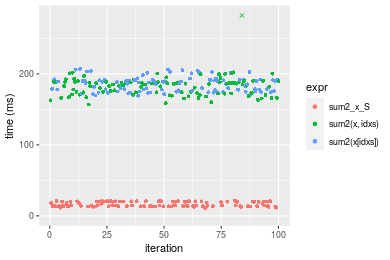 200
100
0
time (ms)
0
25
50
75
100
iteration
expr
sum2_x_S
sum2(x, idxs)
sum2(x[idxs])